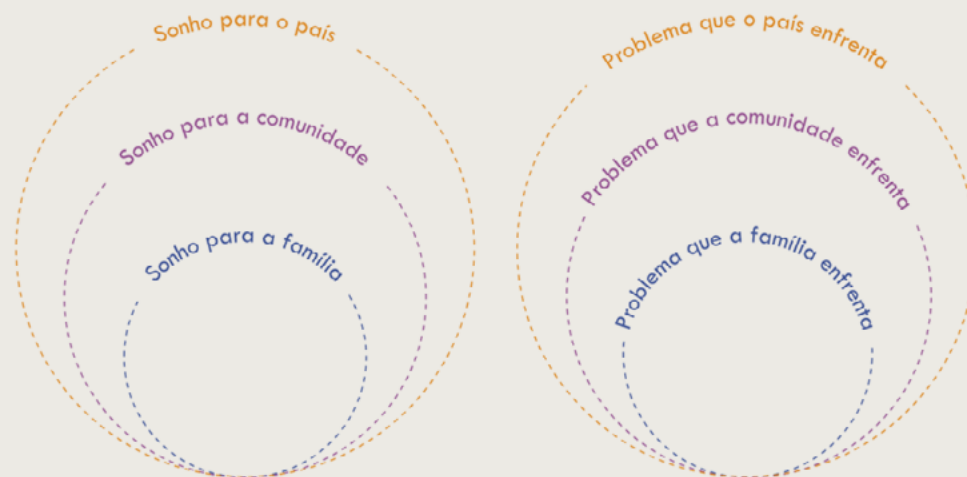 Sonho para o país
Sonho para a comunidade
Sonho para a família
Problema que o país enfrenta
Problema que a comunidade enfrenta
Problema que a família enfrenta